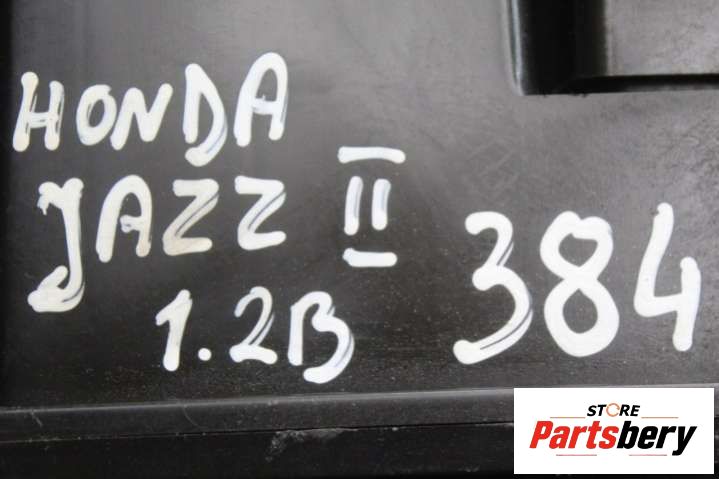 HONDA
JAZZ II
1.2B
384
STORE
Partsbery